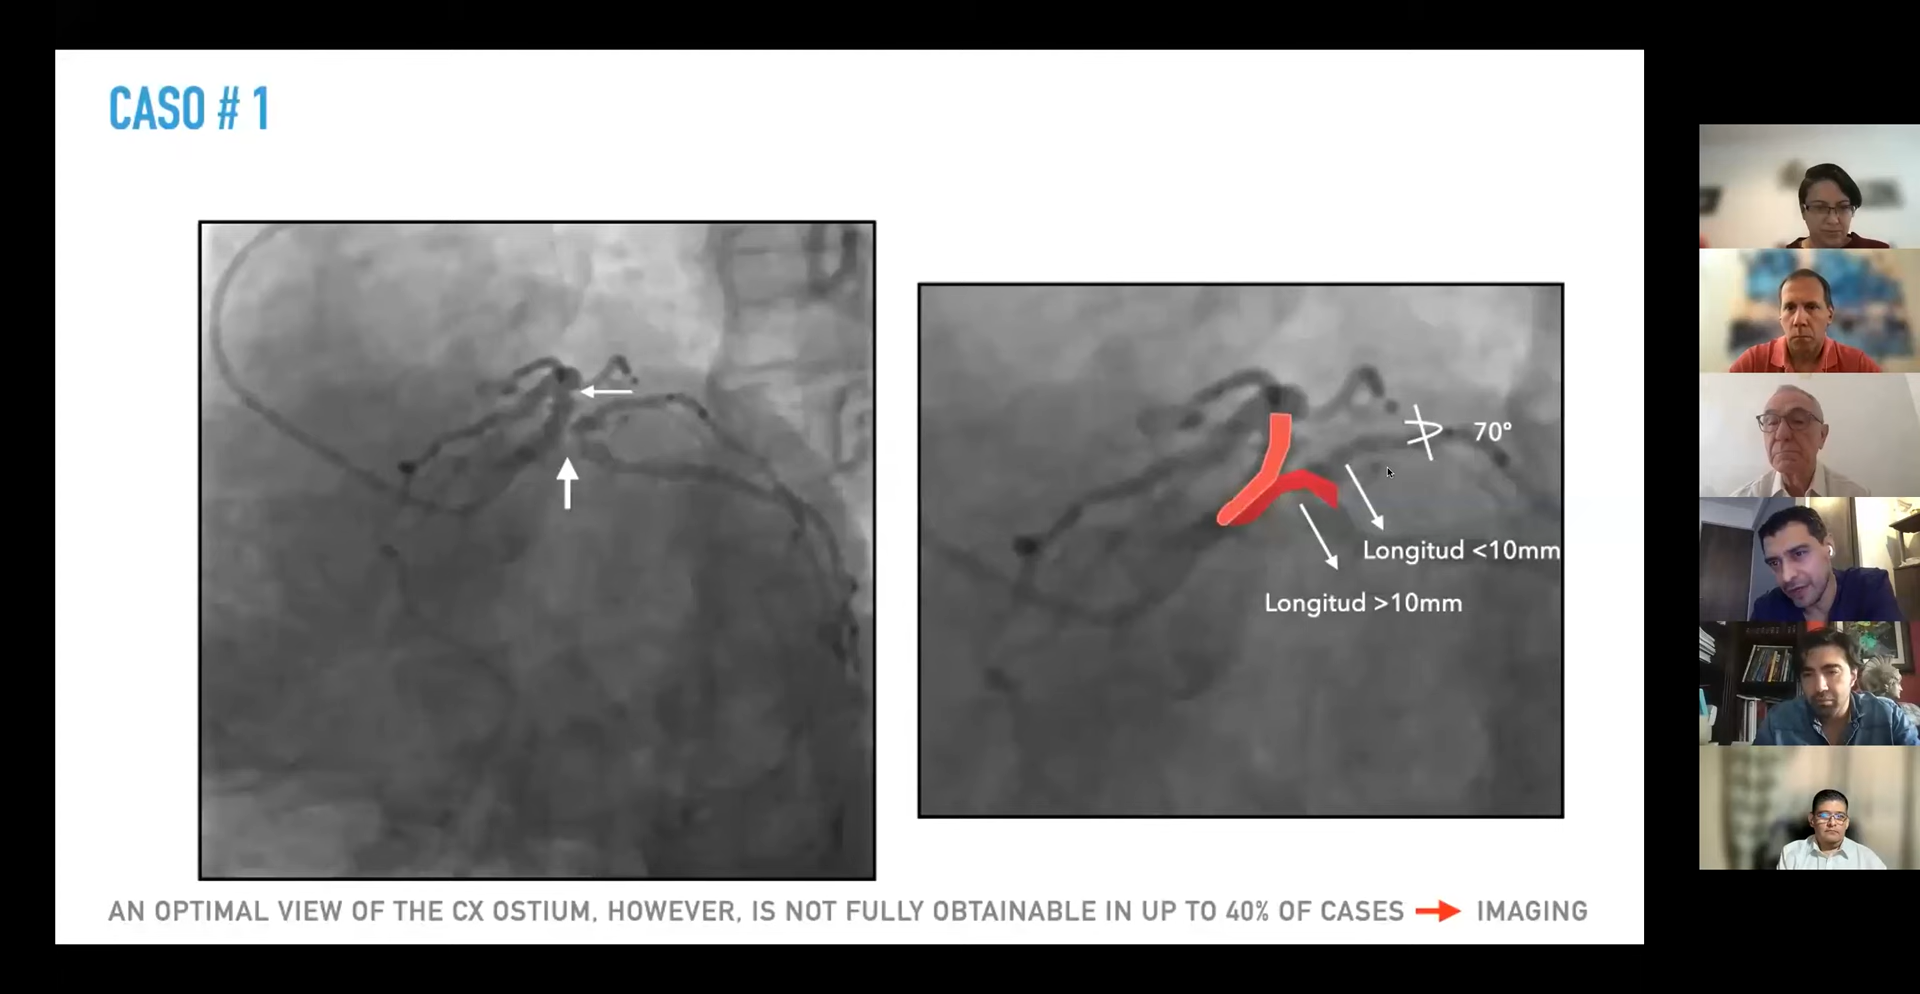 CASO # 1
70°
Longitud <10mm
Longitud >10mm
AN OPTIMAL VIEW OF THE CX OSTIUM, HOWEVER, IS NOT FULLY OBTAINABLE IN UP TO 40% OF CASES → IMAGING